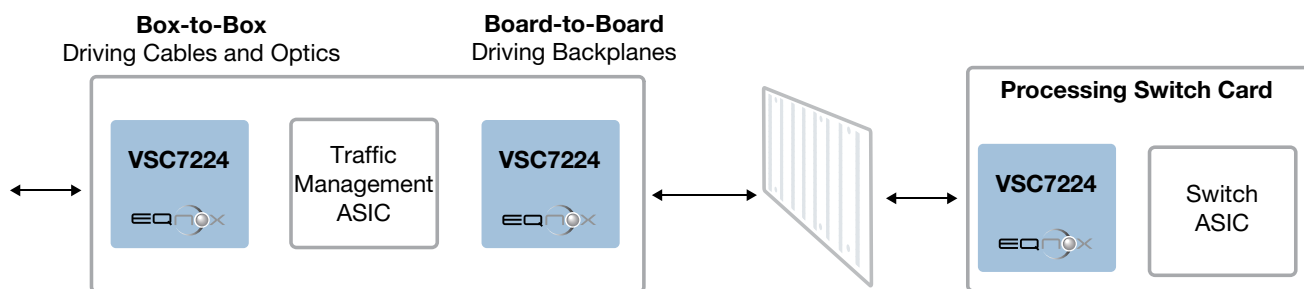 Box-to-Box
Driving Cables and Optics
Board-to-Board
Driving Backplanes
VSC7224
EQNOX
Traffic
Management
ASIC
VSC7224
EQNOX
Processing Switch Card
VSC7224
EQNOX
Switch
ASIC